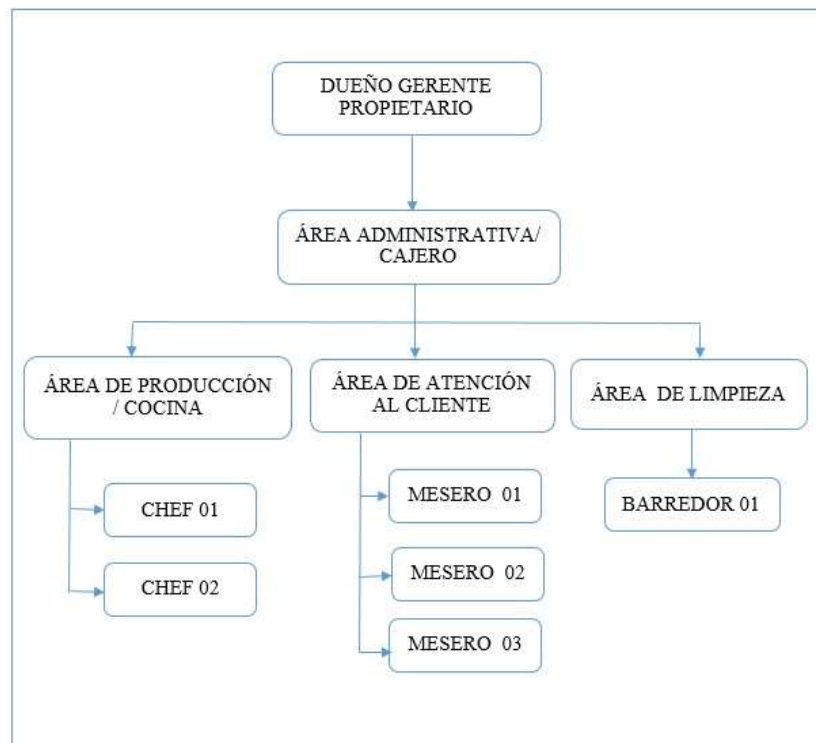 DUEÑO GERENTE
PROPIETARIO
ÁREA ADMINISTRATIVA/
CAJERO
ÁREA DE PRODUCCIÓN
/ COCINA
ÁREA DE ATENCIÓN
AL CLIENTE
ÁREA DE LIMPIEZA
CHEF 01
CHEF 02
MESERO 01
MESERO 02
MESERO 03
BARREDOR 01